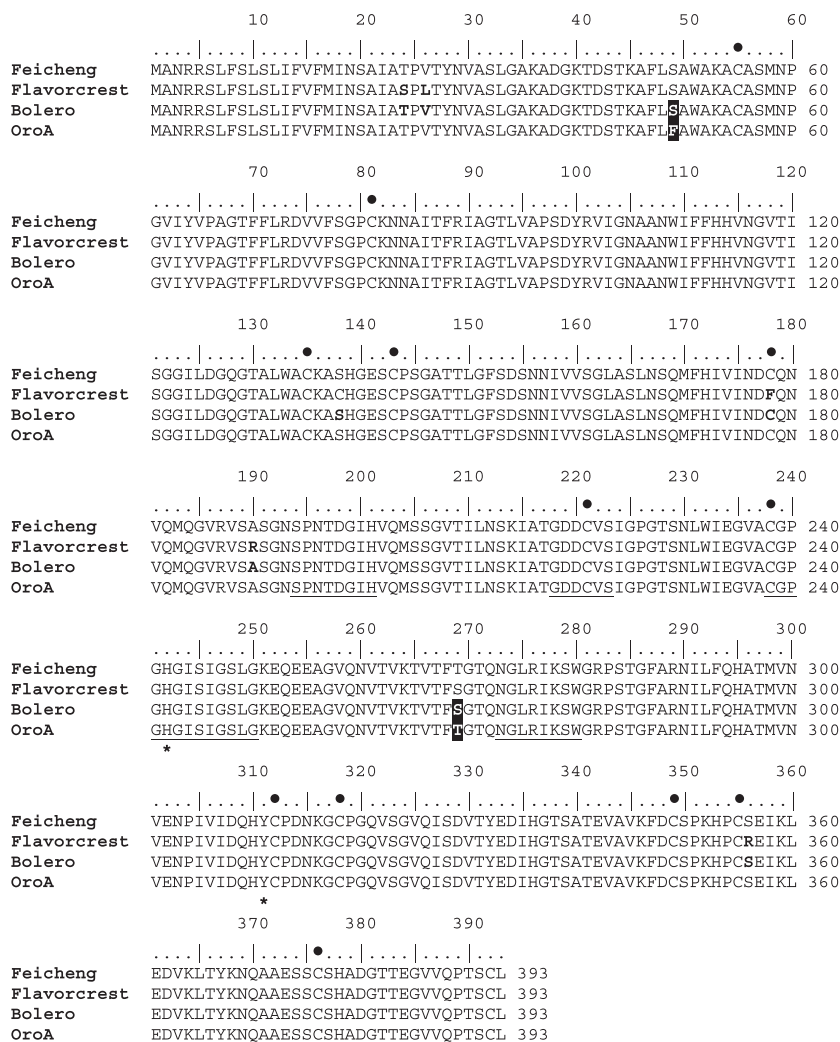 10 20 30 40 50 60
....|....|....|....|....|....|....|....|....|....|....●....|
Feicheng MANRRSLFSLSLIFVFMINSAIATPVTYNVASLGAKADGKTDSTKAFLSAWAKACASMNP 60
Flavorcrest MANRRSLFSLSLIFVFMINSAIASPLTYNVASLGAKADGKTDSTKAFLSAWAKACASMNP 60
Bolero MANRRSLFSLSLIFVFMINSAIATPVTYNVASLGAKADGKTDSTKAFLSAWAKACASMNP 60
OroA MANRRSLFSLSLIFVFMINSAIATPVTYNVASLGAKADGKTDSTKAFLFAWAKACASMNP 60
70 80 90 100 110 120
....|....|....|....|●....|....|....|....|....|....|....|....|
Feicheng GVIYVPAGTFFLRDVVFSGPCKNNAITFRIAGTLVAPSDYRVIGNAANWIFFHHVNGVTI 120
Flavorcrest GVIYVPAGTFFLRDVVFSGPCKNNAITFRIAGTLVAPSDYRVIGNAANWIFFHHVNGVTI 120
Bolero GVIYVPAGTFFLRDVVFSGPCKNNAITFRIAGTLVAPSDYRVIGNAANWIFFHHVNGVTI 120
OroA GVIYVPAGTFFLRDVVFSGPCKNNAITFRIAGTLVAPSDYRVIGNAANWIFFHHVNGVTI 120
130 140 150 160 170 180
....|....|....●....|..●..|....|....|....|....|....|....|..●..|
Feicheng SGGILDGQGTALWACKASHGESCPSGATTLGFSDSNNIVVSGLASLNSQMFHIVINDCQN 180
Flavorcrest SGGILDGQGTALWACKACHGESCPSGATTLGFSDSNNIVVSGLASLNSQMFHIVINDFQN 180
Bolero SGGILDGQGTALWACKASHGESCPSGATTLGFSDSNNIVVSGLASLNSQMFHIVINDCQN 180
OroA SGGILDGQGTALWACKASHGESCPSGATTLGFSDSNNIVVSGLASLNSQMFHIVINDCQN 180
190 200 210 220 230 240
....|....|....|....|....|....|....|....|●....|....|....|..●..|
Feicheng VQMQGVRVSASGNSPNTDGIHVQMSSGVTILNSKIATGDDCVSIGPGTSNLWIEGVACGP 240
Flavorcrest VQMQGVRVSRSGNSPNTDGIHVQMSSGVTILNSKIATGDDCVSIGPGTSNLWIEGVACGP 240
Bolero VQMQGVRVSASGNSPNTDGIHVQMSSGVTILNSKIATGDDCVSIGPGTSNLWIEGVACGP 240
OroA VQMQGVRVSASGNSPNTDGIHVQMSSGVTILNSKIATGDDCVSIGPGTSNLWIEGVACGP 240
250 260 270 280 290 300
....|....|....|....|....|....|....|....|....|....|....|....|
Feicheng GHGISIGSLGKEQEEAGVQNVTVKTVTFTGTQNGLRIKSWGRPSTGFARNILFQHATMVN 300
Flavorcrest GHGISIGSLGKEQEEAGVQNVTVKTVTFSGTQNGLRIKSWGRPSTGFARNILFQHATMVN 300
Bolero GHGISIGSLGKEQEEAGVQNVTVKTVTFSGTQNGLRIKSWGRPSTGFARNILFQHATMVN 300
OroA GHGISIGSLGKEQEEAGVQNVTVKTVTFTGTQNGLRIKSWGRPSTGFARNILFQHATMVN 300
*
310 320 330 340 350 360
....|....|.●...|..●..|....|....|....|....|....|...●|....●....|
Feicheng VENPIVIDQHYCPDNKGCPGQVSGVQISDVTYEDIHGTSATEVAVKFDCSPKHPCSEIKL 360
Flavorcrest VENPIVIDQHYCPDNKGCPGQVSGVQISDVTYEDIHGTSATEVAVKFDCSPKHPCREIKL 360
Bolero VENPIVIDQHYCPDNKGCPGQVSGVQISDVTYEDIHGTSATEVAVKFDCSPKHPCSEIKL 360
OroA VENPIVIDQHYCPDNKGCPGQVSGVQISDVTYEDIHGTSATEVAVKFDCSPKHPCSEIKL 360
*
370 380 390
....|....|....|●....|....|....|...
Feicheng EDVKLTYKNQAAESSCSHADGTTEGVVQPTSCL 393
Flavorcrest EDVKLTYKNQAAESSCSHADGTTEGVVQPTSCL 393
Bolero EDVKLTYKNQAAESSCSHADGTTEGVVQPTSCL 393
OroA EDVKLTYKNQAAESSCSHADGTTEGVVQPTSCL 393